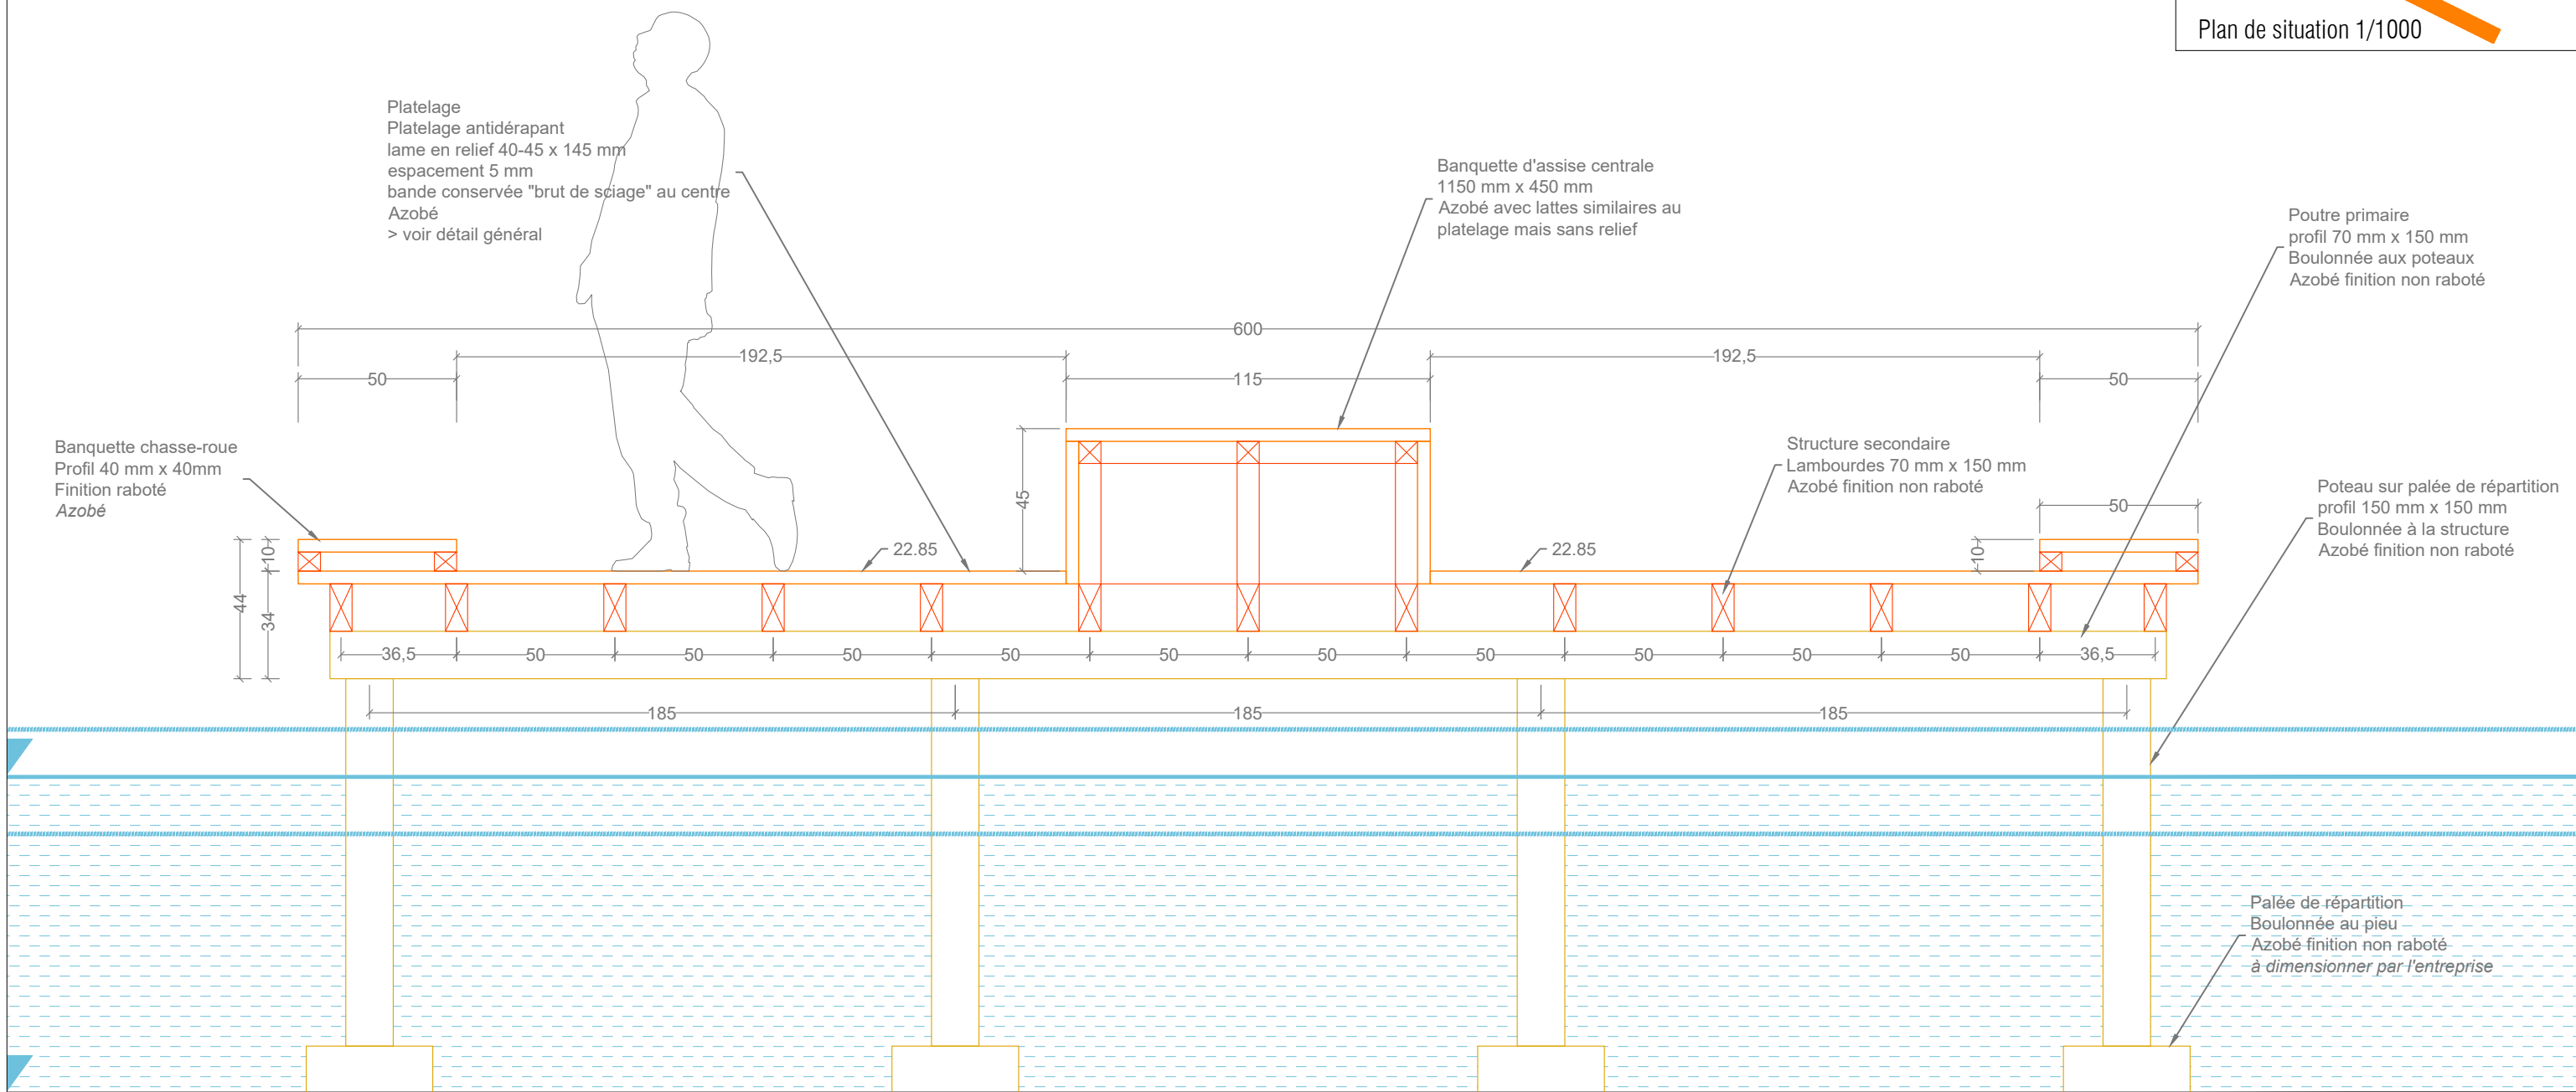 Plan de situation 1/1000
Platelage
Platelage antidérapant
lame en relief 40-45 x 145 mm
espacement 5 mm
bande conservée "brut de sciage" au centre
Azobé
> voir détail général
Banquette d'assise centrale
1150 mm x 450 mm
Azobé avec lattes similaires au
platelage mais sans relief
Poutre primaire
profil 70 mm x 150 mm
Boulonnée aux poteaux
Azobé finition non raboté
600
192,5
192,5
50
115
50
Banquette chasse-roue
Profil 40 mm x 40mm
Finition raboté
Azobé
Structure secondaire
Lambourdes 70 mm x 150 mm
Azobé finition non raboté
Poteau sur palée de répartition
profil 150 mm x 150 mm
Boulonnée à la structure
Azobé finition non raboté
45
50
10
22.85
22.85
10
44
34
36,5
50
50
50
50
50
50
50
50
50
50
36,5
185
185
185
Palée de répartition
Boulonnée au pieu
Azobé finition non raboté
à dimensionner par l'entreprise